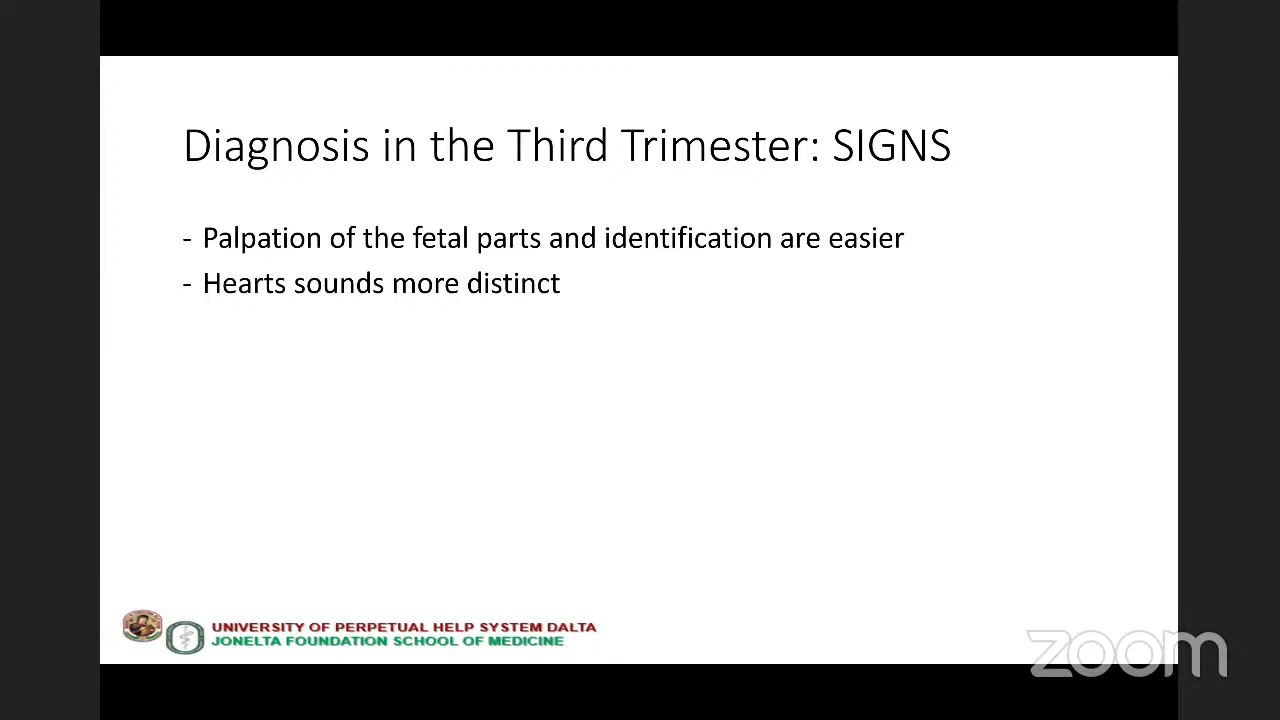 Diagnosis in the Third Trimester: SIGNS
- Palpation of the fetal parts and identification are easier
- Hearts sounds more distinct
UNIVERSITY OF PERPETUAL HELP SYSTEM DALTA
JONELTA FOUNDATION SCHOOL OF MEDICINE
zoom